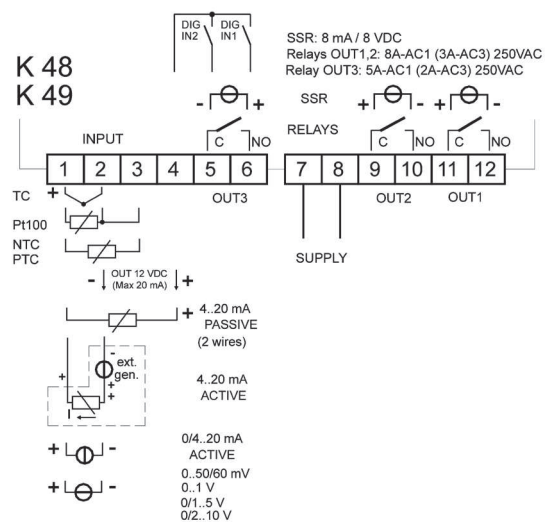 DIG DIG
IN2 IN1
SSR: 8 mA / 8 VDC
Relays OUT1,2: 8A-AC1 (3A-AC3) 250VAC
Relay OUT3: 5A-AC1 (2A-AC3) 250VAC
K 48
K 49
- + SSR - + - +
INPUT
RELAYS
C NO C NO C NO
1 2 3 4 5 6 7 8 9 10 11 12
TC +
OUT3 OUT2 OUT1
Pt100
NTC
PTC
SUPPLY
- OUT 12 VDC +
(Max 20 mA)
+ 4..20 mA
PASSIVE
(2 wires)
-
ext.
gen.
+ +
+
4..20 mA
ACTIVE
I
+ - 0/4..20 mA
ACTIVE
0..50/60 mV
+ - 0..1 V
0/1..5 V
0/2..10 V